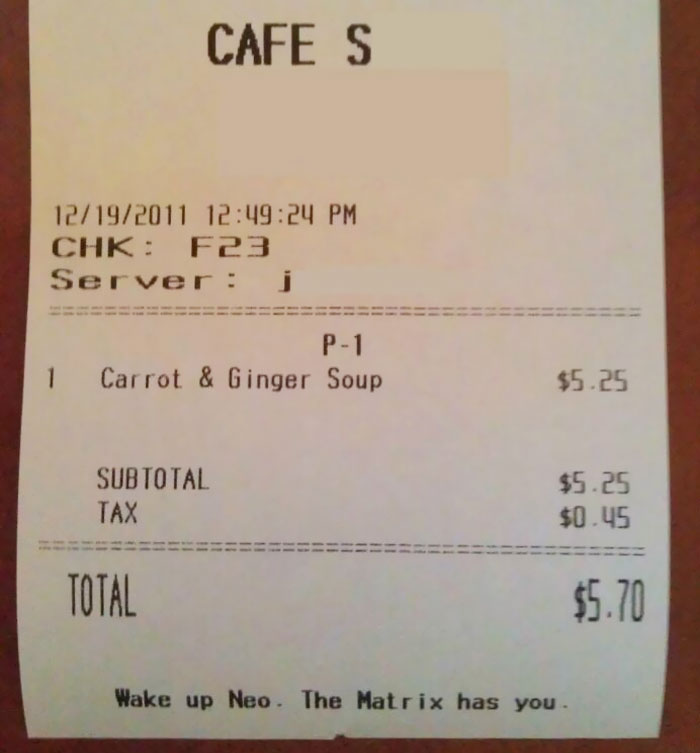 CAFE S
12/19/2011 12:49:24 PM
CHK: F23
Server: j
P-1
1 Carrot & Ginger Soup $5.25
SUBTOTAL $5.25
TAX $0.45
TOTAL $5.70
Wake up Neo. The Matrix has you.